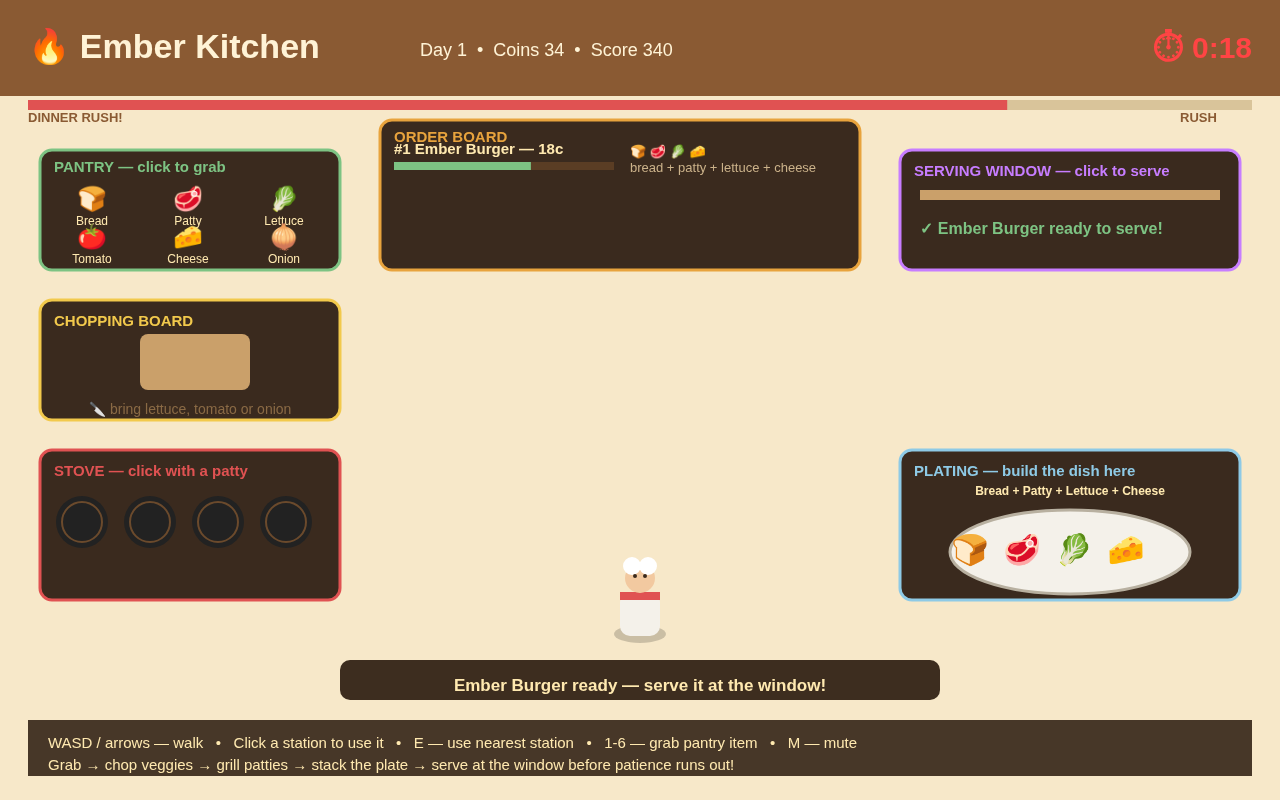 🔥 Ember Kitchen
Day 1 • Coins 34 • Score 340
⏱ 0:18
DINNER RUSH!
RUSH
PANTRY — click to grab
Bread Patty Lettuce
Tomato Cheese Onion
ORDER BOARD
#1 Ember Burger — 18c
bread + patty + lettuce + cheese
SERVING WINDOW — click to serve
✓ Ember Burger ready to serve!
CHOPPING BOARD
🔪 bring lettuce, tomato or onion
STOVE — click with a patty
PLATING — build the dish here
Bread + Patty + Lettuce + Cheese
Ember Burger ready — serve it at the window!
WASD / arrows — walk • Click a station to use it • E — use nearest station • 1-6 — grab pantry item • M — mute
Grab → chop veggies → grill patties → stack the plate → serve at the window before patience runs out!